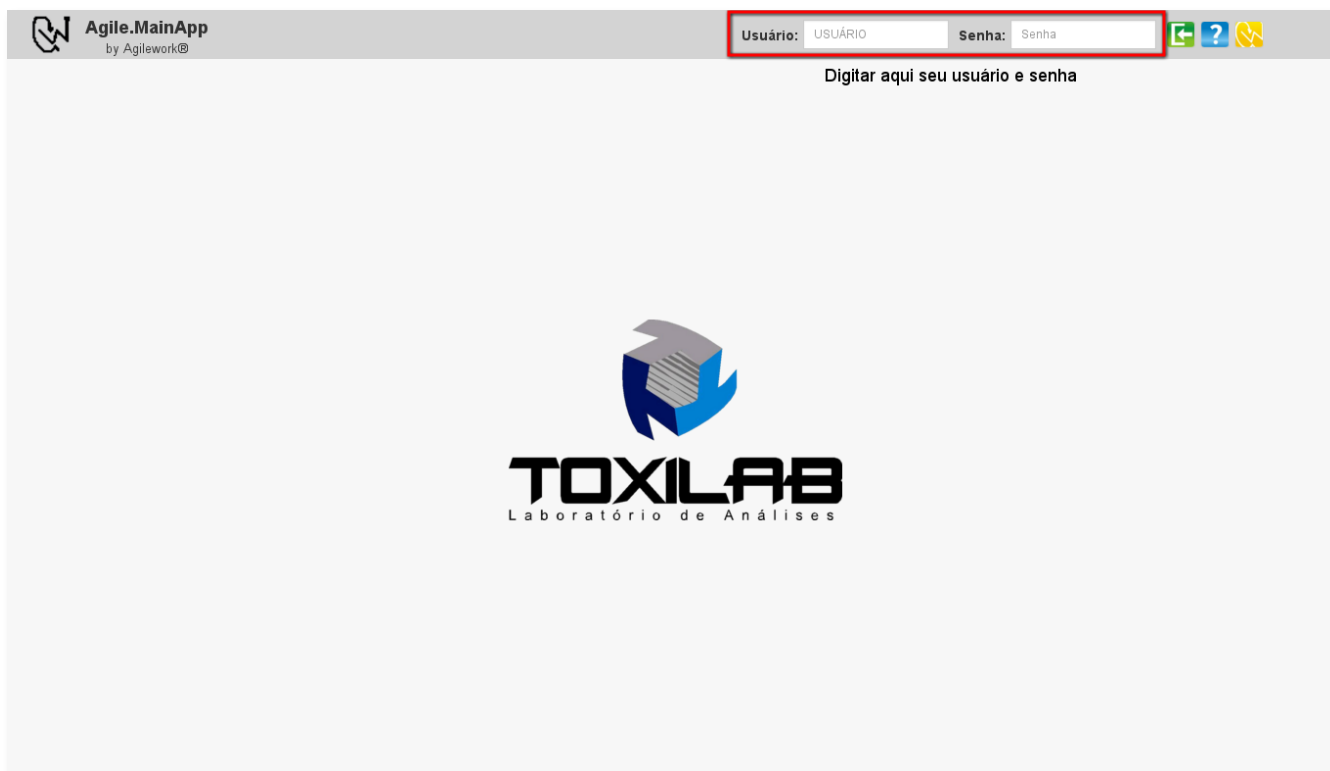 Agile.MainApp
by Agilework®
Usuário: USUÁRIO Senha: Senha ?
Digitar aqui seu usuário e senha
TOXILAB
Laboratório de Análises